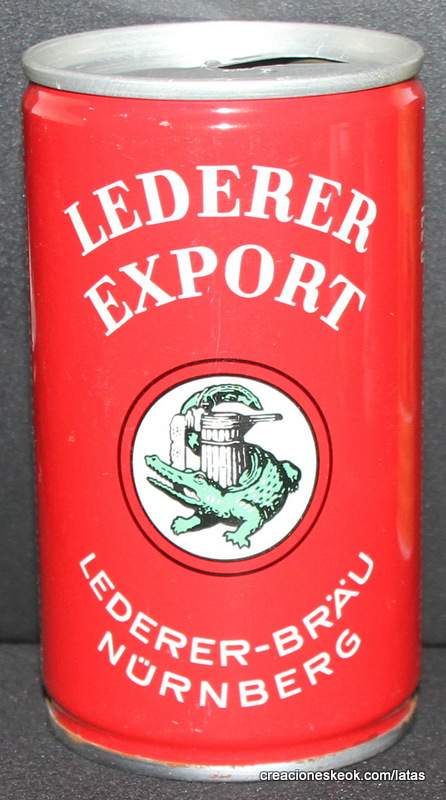 LEDERER
EXPORT
LEDERER-BRÄU
NÜRNBERG
creacioneskeok.com/latas